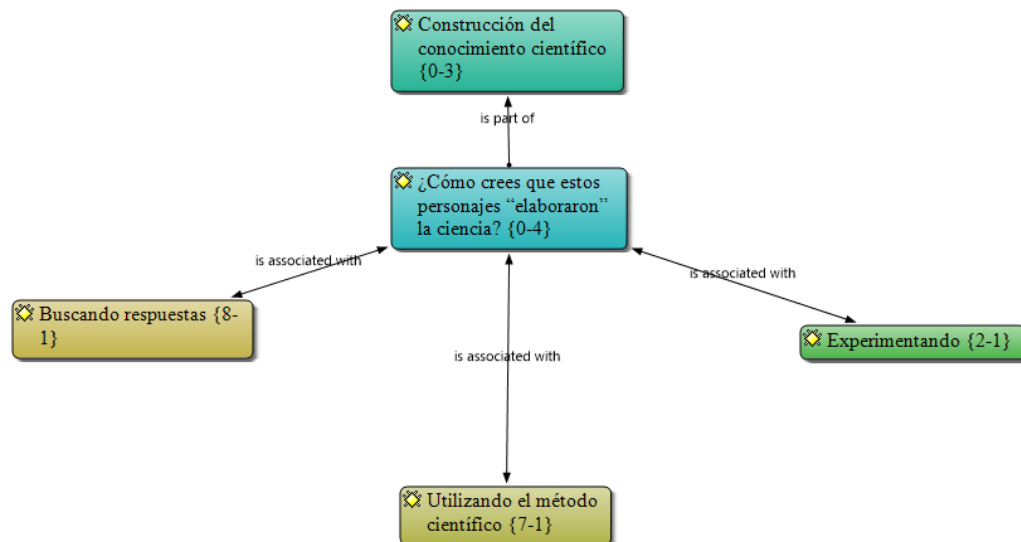 Construcción del
conocimiento científico
{0-3}
is part of
¿Cómo crees que estos
personajes “elaboraron”
la ciencia? {0-4}
is associated with
is associated with
Buscando respuestas {8-
1}
Experimentando {2-1}
is associated with
Utilizando el método
científico {7-1}